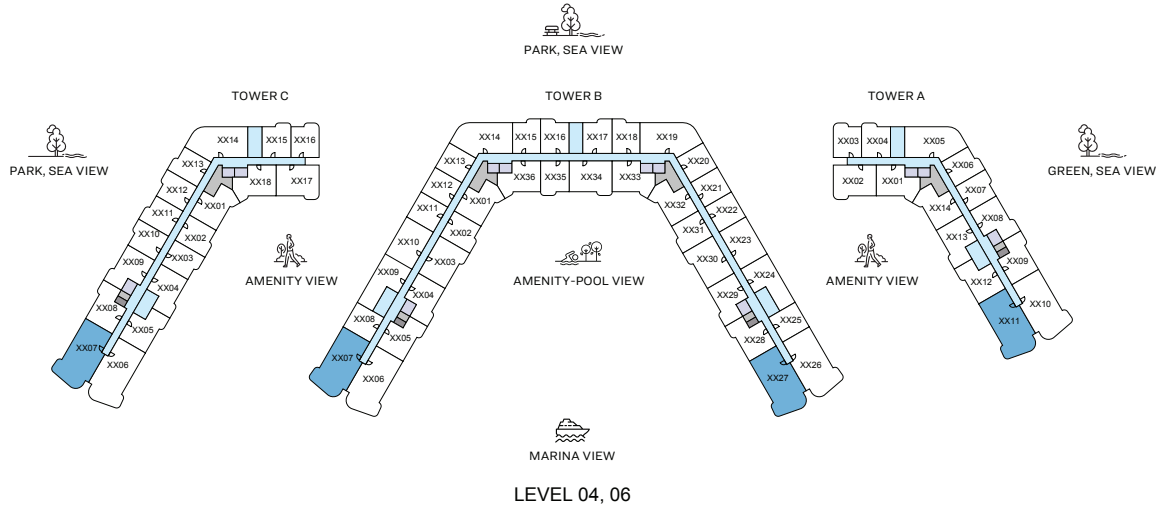 PARK, SEA VIEW
TOWER C
TOWER B
TOWER A
PARK, SEA VIEW
GREEN, SEA VIEW
XX14 XX15 XX16
XX13
XX12
XX11
XX10
XX09
XX08
XX07
XX06
XX05
XX04
XX03
XX02
XX01
XX18 XX17
XX14 XX15 XX16 XX17 XX18 XX19
XX13
XX12
XX11
XX10
XX09
XX08
XX07
XX06
XX05
XX04
XX03
XX02
XX01
XX36 XX35 XX34 XX33
XX32
XX31
XX30
XX29
XX28
XX27
XX26
XX25
XX24
XX23
XX22
XX21
XX20
XX03 XX04 XX05
XX02 XX01
XX06
XX07
XX08
XX09
XX10
XX11
XX12
XX13
XX14
AMENITY VIEW
AMENITY-POOL VIEW
AMENITY VIEW
MARINA VIEW
LEVEL 04, 06